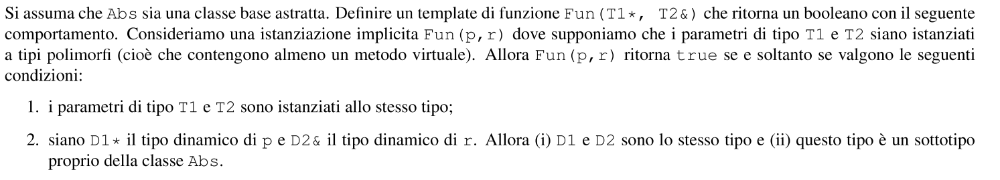 Si assuma che Abs sia una classe base astratta. Definire un template di funzione Fun(T1*, T2&) che ritorna un booleano con il seguente
comportamento. Consideriamo una istanziazione implicita Fun(p,r) dove supponiamo che i parametri di tipo T1 e T2 siano istanziati
a tipi polimorfi (cioè che contengono almeno un metodo virtuale). Allora Fun(p,r) ritorna true se e soltanto se valgono le seguenti
condizioni:
1. i parametri di tipo T1 e T2 sono istanziati allo stesso tipo;
2. siano D1* il tipo dinamico di p e D2& il tipo dinamico di r. Allora (i) D1 e D2 sono lo stesso tipo e (ii) questo tipo è un sottotipo
proprio della classe Abs.